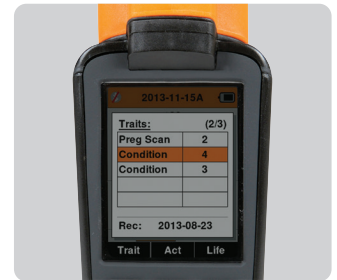 2013-11-15A
Traits: (2/3)
Preg Scan 2
Condition 4
Condition 3
Rec: 2013-08-23
Trait Act Life